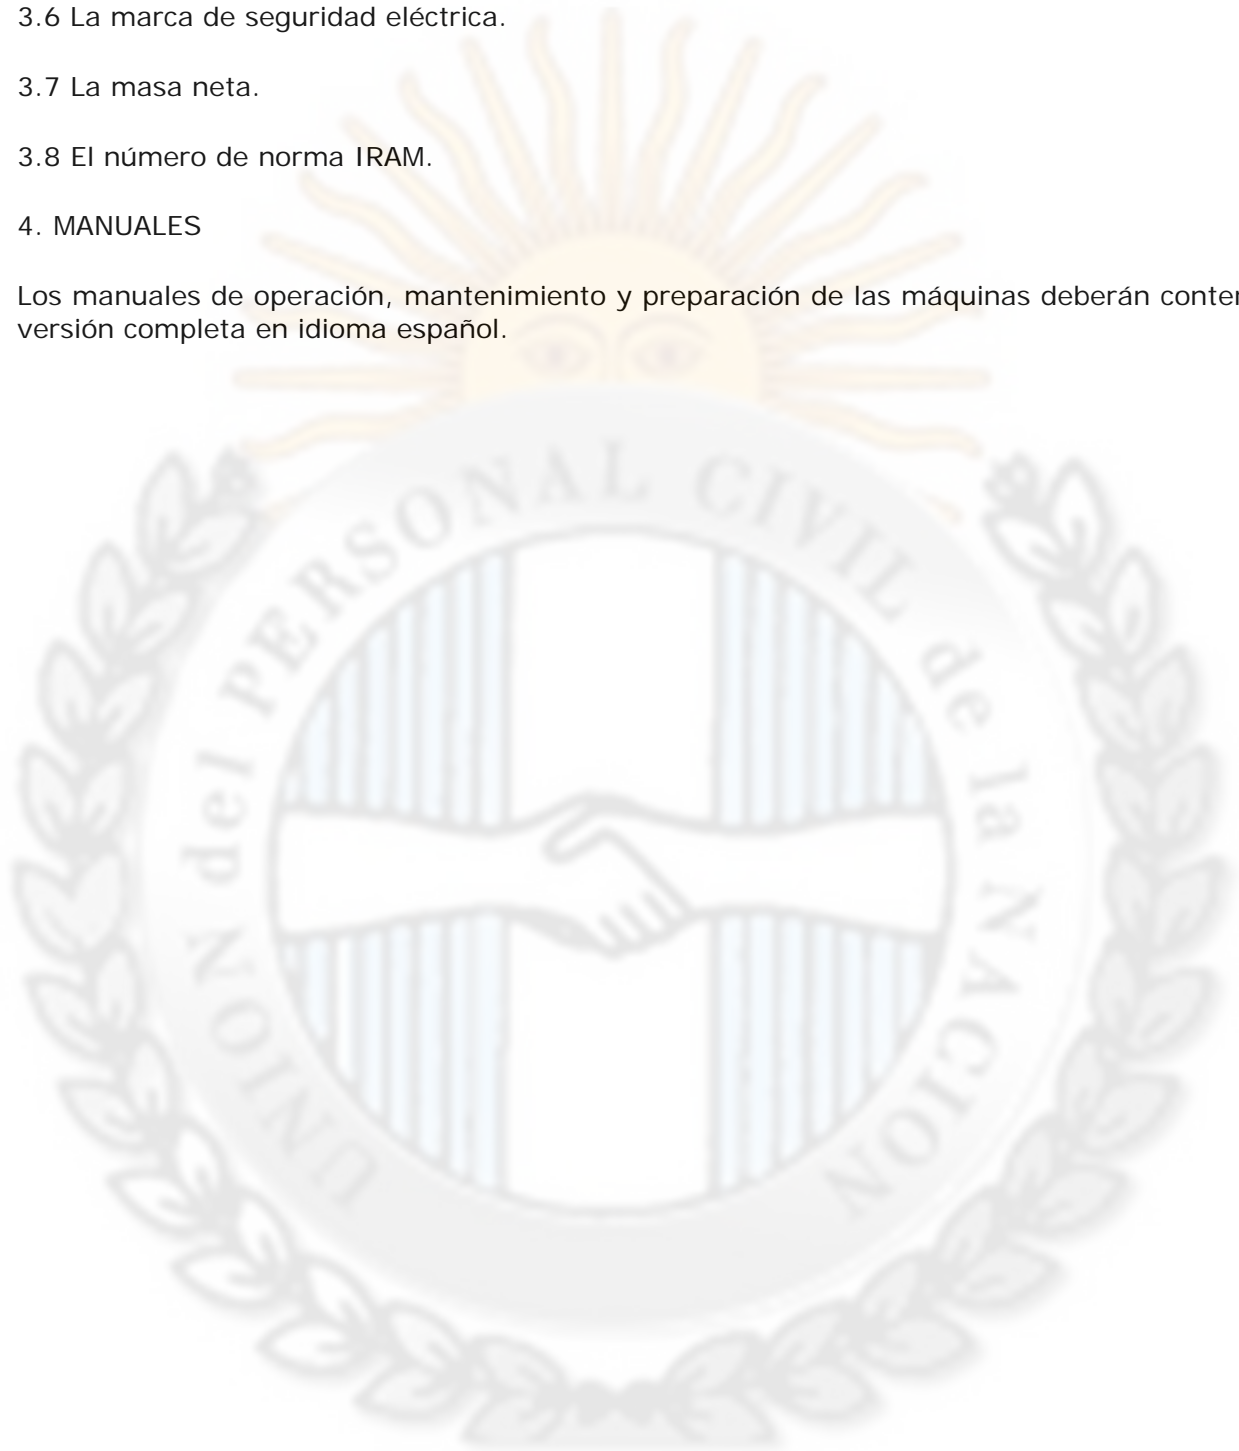 3.6 La marca de seguridad eléctrica.
3.7 La masa neta.
3.8 El número de norma IRAM.
4. MANUALES
Los manuales de operación, mantenimiento y preparación de las máquinas deberán
versión completa en idioma español.
UNION del PERSONAL CIVIL de la NACION